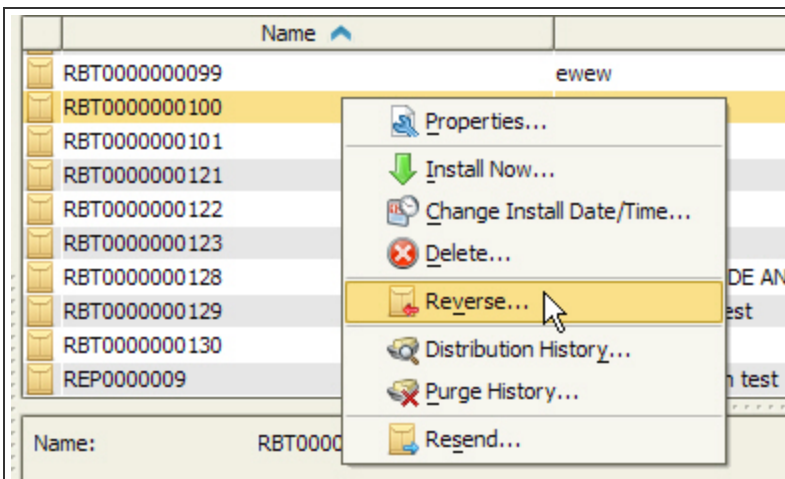 Name
RBT0000000099 ewew
RBT0000000100
RBT0000000101
RBT0000000121
RBT0000000122
RBT0000000123
RBT0000000128 DE AN
RBT0000000129 est
RBT0000000130
REP0000009 n test
Properties...
Install Now...
Change Install Date/Time...
Delete...
Reverse...
Distribution History...
Purge History...
Resend...
Name: RBT0000